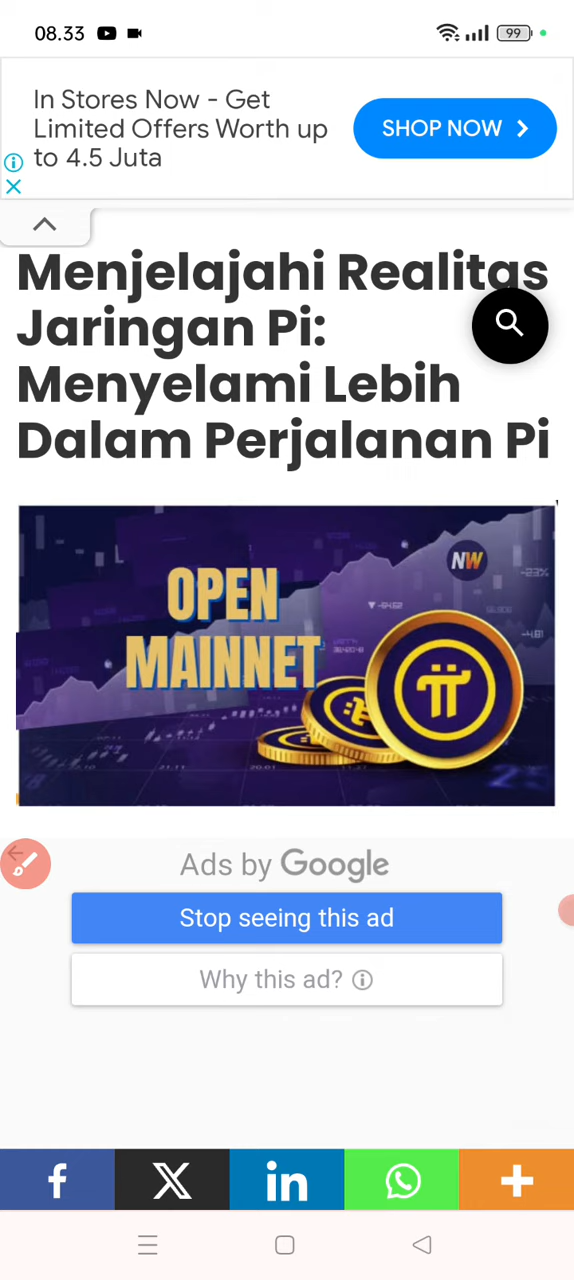 08.33
99
In Stores Now - Get
Limited Offers Worth up
to 4.5 Juta
SHOP NOW
Menjelajahi Realitas
Jaringan Pi:
Menyelami Lebih
Dalam Perjalanan Pi
OPEN
MAINNET
NW
Ads by Google
Stop seeing this ad
Why this ad?